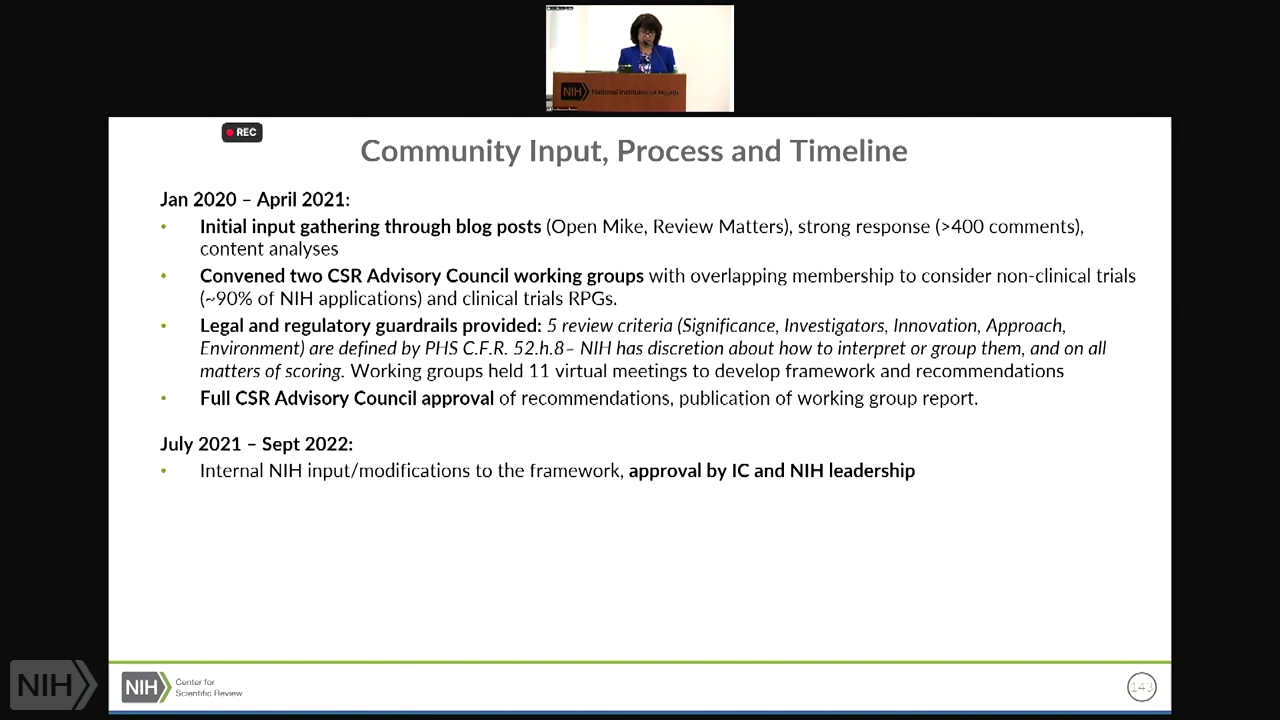 NIH National Institutes of Health
REC
Community Input, Process and Timeline
Jan 2020 – April 2021:
• Initial input gathering through blog posts (Open Mike, Review Matters), strong response (>400 comments),
content analyses
• Convened two CSR Advisory Council working groups with overlapping membership to consider non-clinical trials
(~90% of NIH applications) and clinical trials RPGs.
• Legal and regulatory guardrails provided: 5 review criteria (Significance, Investigators, Innovation, Approach,
Environment) are defined by PHS C.F.R. 52.h.8– NIH has discretion about how to interpret or group them, and on all
matters of scoring. Working groups held 11 virtual meetings to develop framework and recommendations
• Full CSR Advisory Council approval of recommendations, publication of working group report.
July 2021 – Sept 2022:
• Internal NIH input/modifications to the framework, approval by IC and NIH leadership
NIH
NIH Center for
Scientific Review
143